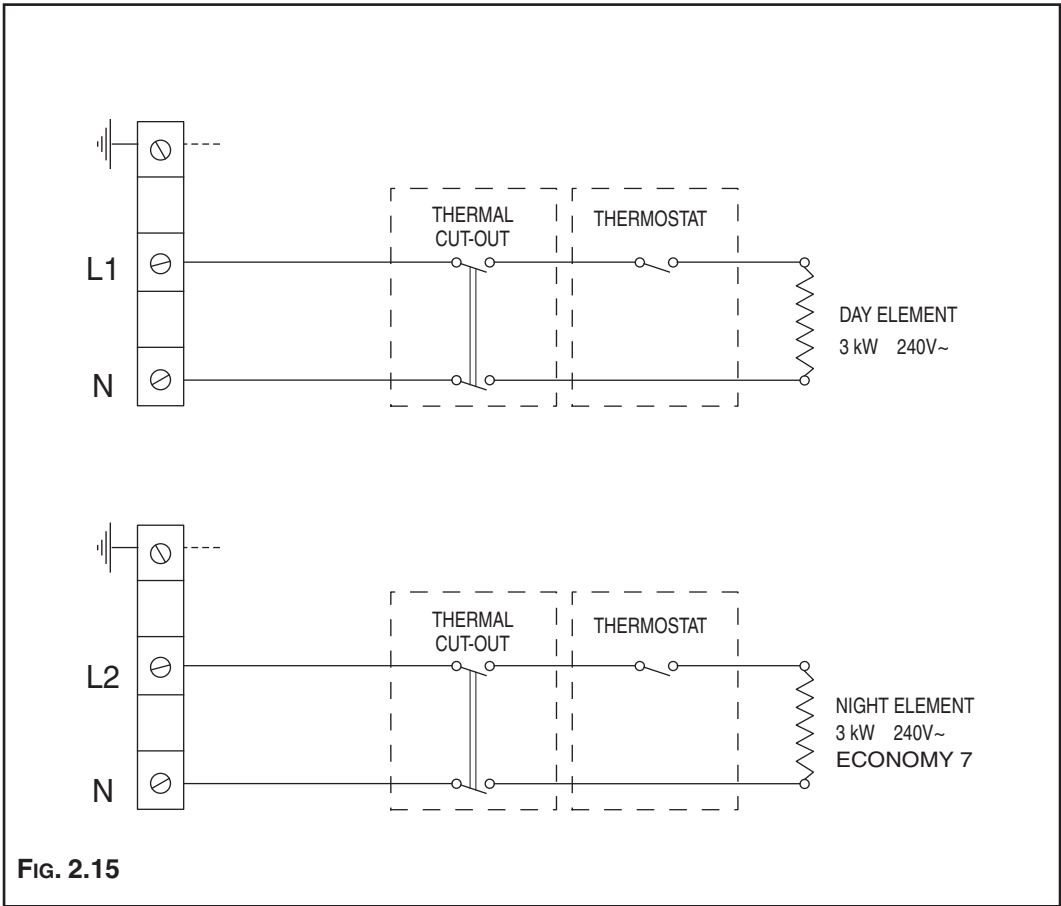 THERMAL
CUT-OUT
THERMOSTAT
L1
DAY ELEMENT
3 kW 240V~
N
THERMAL
CUT-OUT
THERMOSTAT
L2
NIGHT ELEMENT
3 kW 240V~
ECONOMY 7
N
FIG. 2.15